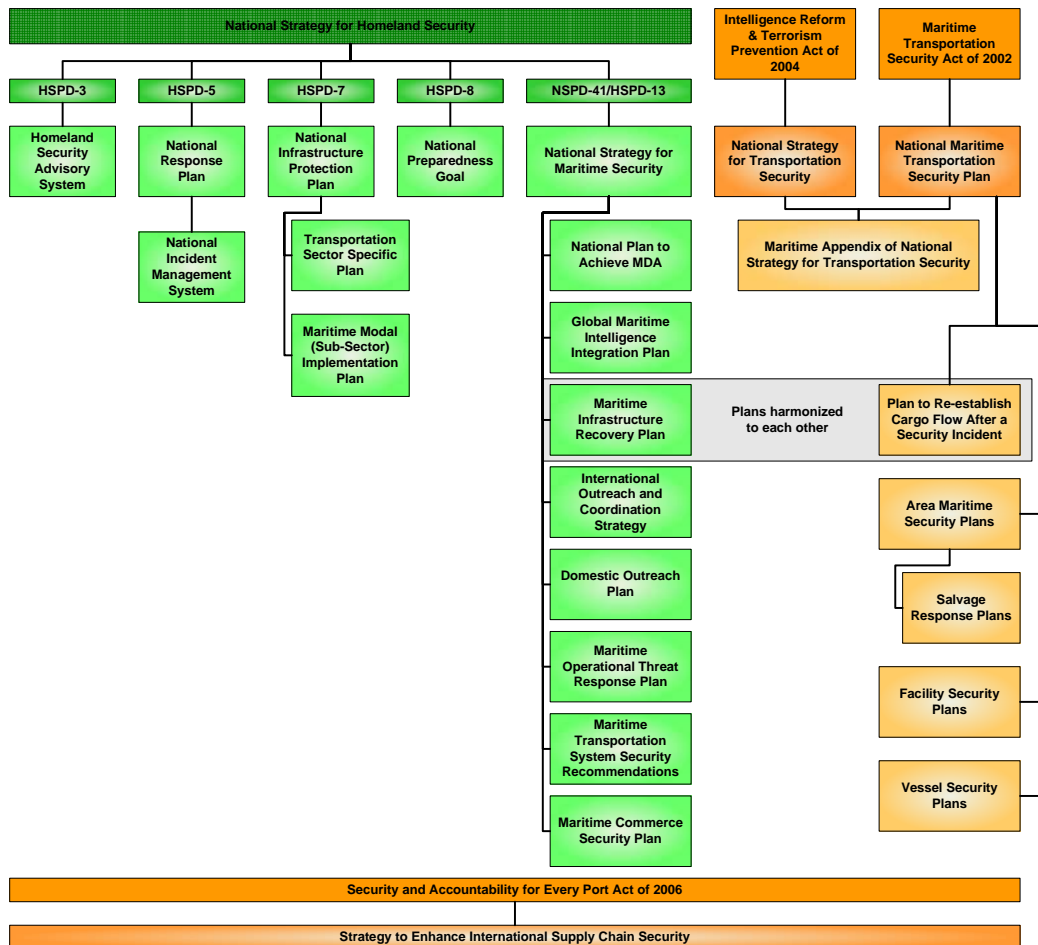 National Strategy for Homeland Security
Intelligence Reform
& Terrorism
Prevention Act of
2004
Maritime
Transportation
Security Act of 2002
HSPD-3
HSPD-5
HSPD-7
HSPD-8
NSPD-41/HSPD-13
Homeland
Security
Advisory
System
National
Response
Plan
National
Infrastructure
Protection
Plan
National
Preparedness
Goal
National Strategy for
Maritime Security
National Strategy
for Transportation
Security
National Maritime
Transportation
Security Plan
National
Incident
Management
System
Transportation
Sector Specific
Plan
Maritime Modal
(Sub-Sector)
Implementation
Plan
National Plan to
Achieve MDA
Maritime Appendix of National
Strategy for Transportation Security
Global Maritime
Intelligence
Integration Plan
Maritime
Infrastructure
Recovery Plan
Plans harmonized
to each other
Plan to Re-establish
Cargo Flow After a
Security Incident
International
Outreach and
Coordination
Strategy
Area Maritime
Security Plans
Domestic Outreach
Plan
Salvage
Response Plans
Maritime
Operational Threat
Response Plan
Facility Security
Plans
Maritime
Transportation
System Security
Recommendations
Vessel Security
Plans
Maritime Commerce
Security Plan
Security and Accountability for Every Port Act of 2006
Strategy to Enhance International Supply Chain Security